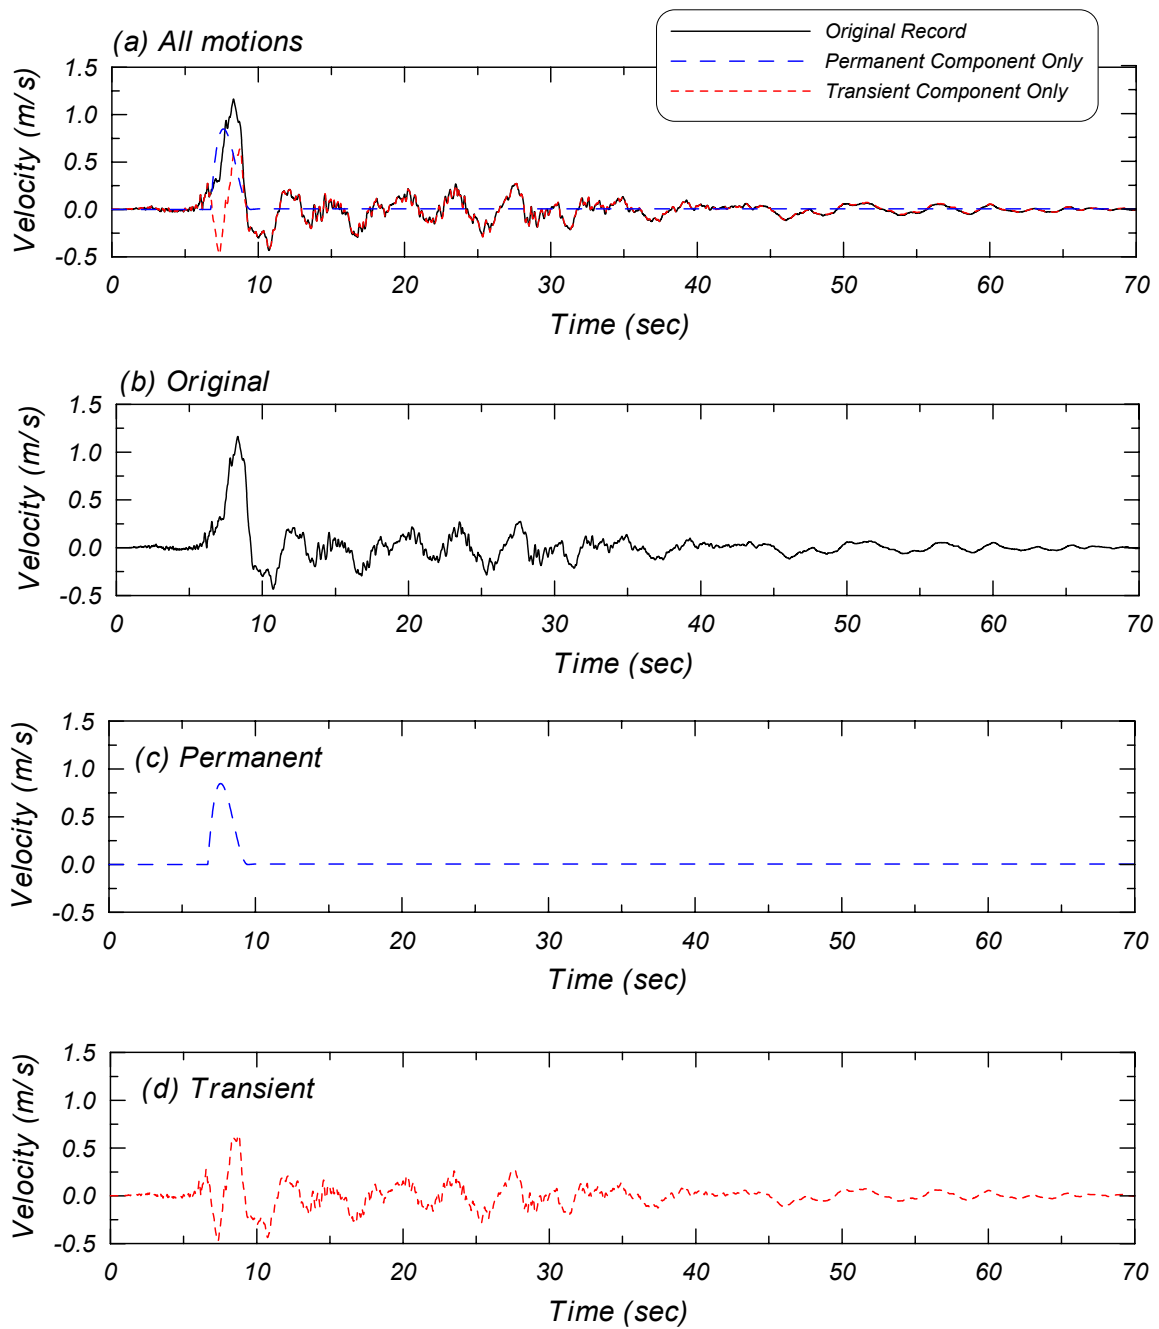 (a) All motions
Original Record
Permanent Component Only
Transient Component Only
Velocity (m/s)
1.5
1.0
0.5
0.0
-0.5
0 10 20 30 40 50 60 70
Time (sec)
(b) Original
Velocity (m/s)
1.5
1.0
0.5
0.0
-0.5
0 10 20 30 40 50 60 70
Time (sec)
(c) Permanent
Velocity (m/s)
1.5
1.0
0.5
0.0
-0.5
0 10 20 30 40 50 60 70
Time (sec)
(d) Transient
Velocity (m/s)
1.5
1.0
0.5
0.0
-0.5
0 10 20 30 40 50 60 70
Time (sec)